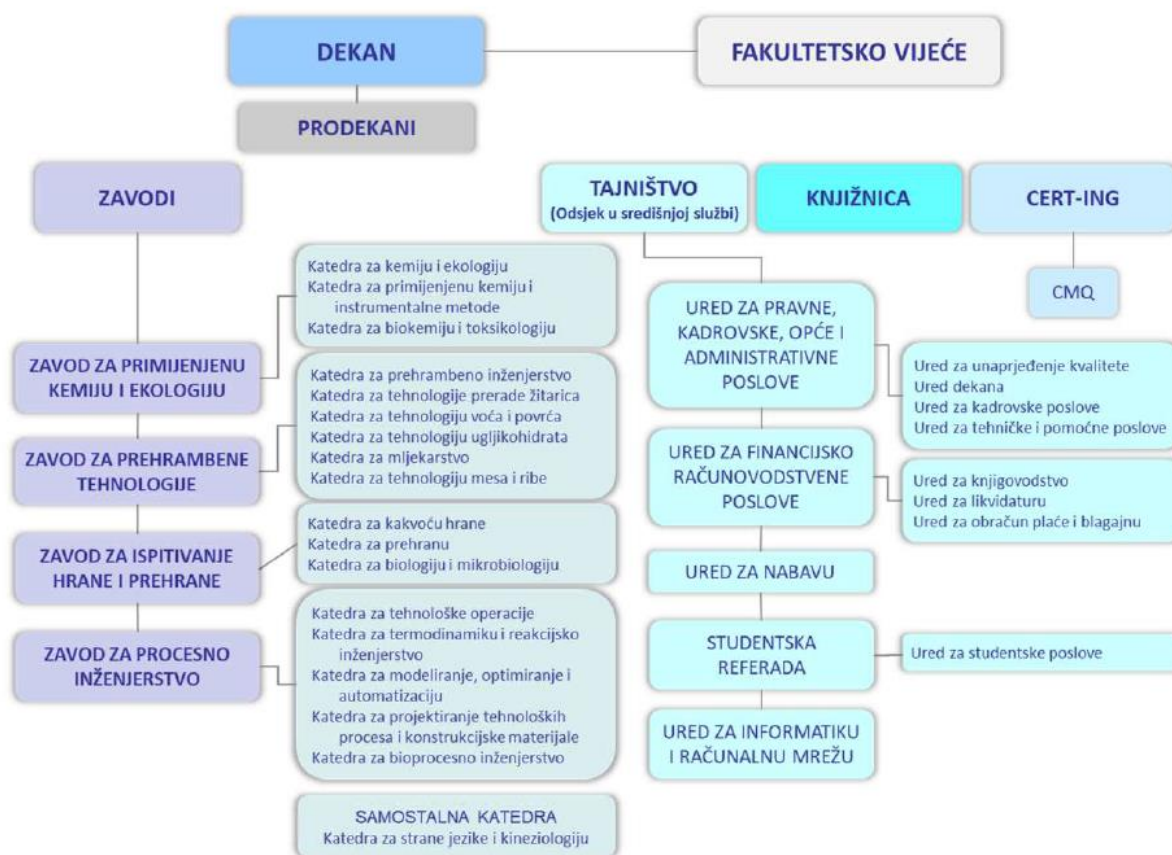 DEKAN
FAKULTETSKO VIJEĆE
PRODEKANI
ZAVODI
TAJNIŠTVO
(Odsjek u središnjoj službi)
KNJIŽNICA
CERT-ING
CMQ
ZAVOD ZA PRIMIJENJENU
KEMIJU I EKOLOGIJU
Katedra za kemiju i ekologiju
Katedra za primijenjenu kemiju i
instrumentalne metode
Katedra za biokemiju i toksikologiju
ZAVOD ZA PREHRAMBENE
TEHNOLOGIJE
Katedra za prehrambeno inženjerstvo
Katedra za tehnologije prerade žitarica
Katedra za tehnologiju voća i povrća
Katedra za tehnologiju ugljikohidrata
Katedra za mljekarstvo
Katedra za tehnologiju mesa i ribe
ZAVOD ZA ISPITIVANJE
HRANE I PREHRANE
Katedra za kakvoću hrane
Katedra za prehranu
Katedra za biologiju i mikrobiologiju
ZAVOD ZA PROCESNO
INŽENJERSTVO
Katedra za tehnološke operacije
Katedra za termodinamiku i reakcijsko
inženjerstvo
Katedra za modeliranje, optimiranje i
automatizaciju
Katedra za projektiranje tehnoloških
procesa i konstrukcijske materijale
Katedra za bioprocesno inženjerstvo
SAMOSTALNA KATEDRA
Katedra za strane jezike i kineziologiju
URED ZA PRAVNE,
KADROVSKE, OPĆE I
ADMINISTRATIVNE
POSLOVE
Ured za unaprjeđenje kvalitete
Ured dekana
Ured za kadrovske poslove
Ured za tehničke i pomoćne poslove
URED ZA FINANCIJSKO
RAČUNOVODSTVENE
POSLOVE
Ured za knjigovodstvo
Ured za likvidaturu
Ured za obračun plaće i blagajnu
URED ZA NABAVU
STUDENTSKA
REFERADA
Ured za studentske poslove
URED ZA INFORMATIKU
I RAČUNALNU MREŽU